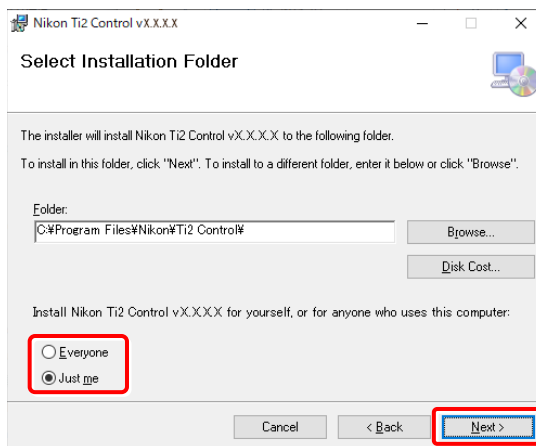 Nikon Ti2 Control vX.X.X.X
Select Installation Folder
The installer will install Nikon Ti2 Control vX.X.X.X to the following folder.
To install in this folder, click "Next". To install to a different folder, enter it below or click "Browse".
Folder:
C:¥Program Files¥Nikon¥Ti2 Control¥
Browse...
Disk Cost...
Install Nikon Ti2 Control vX.X.X.X for yourself, or for anyone who uses this computer:
Everyone
Just me
Cancel
< Back
Next >